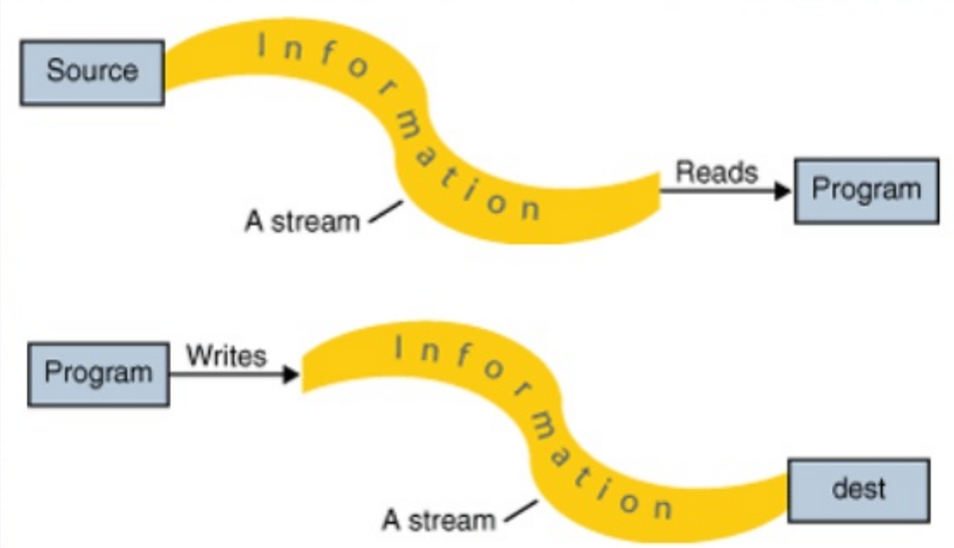 Source
Information
Reads
Program
A stream
Program
Writes
Information
A stream
dest